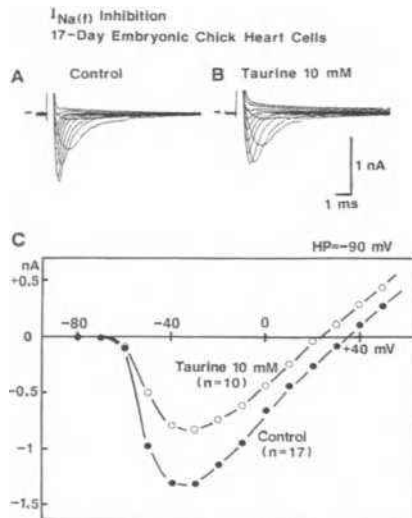 I Na(f) Inhibition
17-Day Embryonic Chick Heart Cells
A Control B Taurine 10 mM
1 nA
1 ms
C HP=-90 mV
nA
+0.5
-80 -40 0 +40 mV
0
Taurine 10 mM
(n=10)
-0.5
Control
(n=17)
-1
-1.5